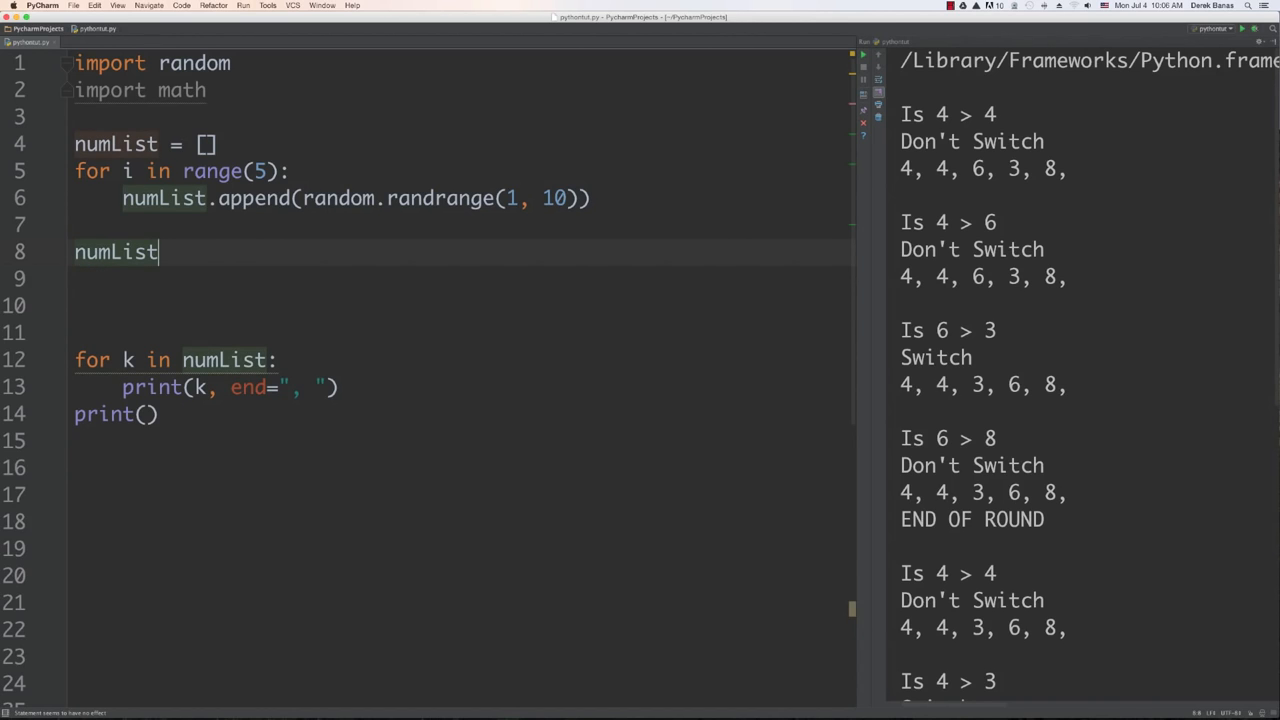 PyCharm File Edit View Navigate Code Refactor Run Tools VCS Window Help 10 Mon Jul 4 10:06 AM Derek Banas
pythontut.py - PycharmProjects - [~/PycharmProjects]
PycharmProjects pythontut.py pythontut
pythontut.py Run: pythontut
1 import random
2 import math
3
4 numList = []
5 for i in range(5):
6 numList.append(random.randrange(1, 10))
7
8 numList
9
10
11
12 for k in numList:
13 print(k, end=", ")
14 print()
15
16
17
18
19
20
21
22
23
24
/Library/Frameworks/Python.frame
Is 4 > 4
Don't Switch
4, 4, 6, 3, 8,
Is 4 > 6
Don't Switch
4, 4, 6, 3, 8,
Is 6 > 3
Switch
4, 4, 3, 6, 8,
Is 6 > 8
Don't Switch
4, 4, 3, 6, 8,
END OF ROUND
Is 4 > 4
Don't Switch
4, 4, 3, 6, 8,
Is 4 > 3
Statement seems to have no effect 8:8 LF÷ UTF-8÷